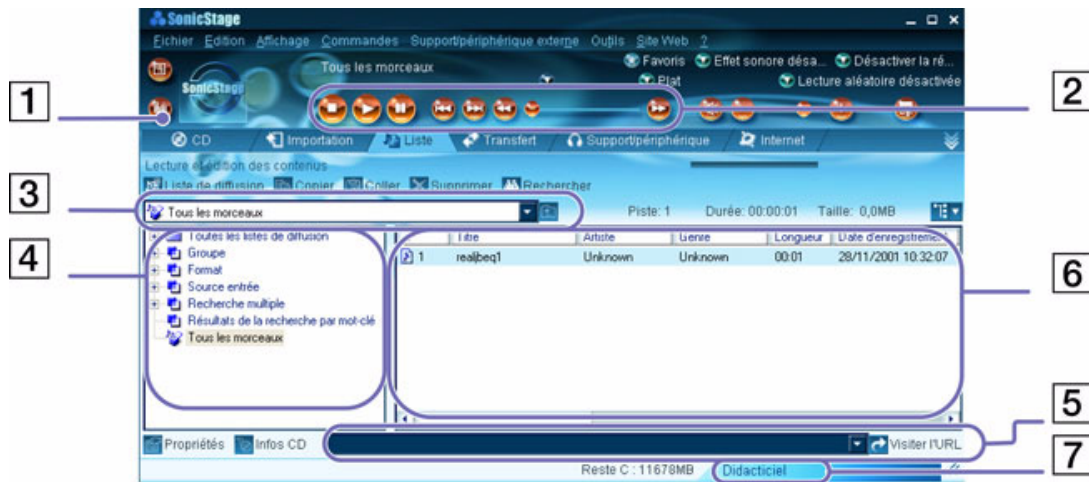 SonicStage
Fichier Edition Affichage Commandes Support/périphérique externe Outils Site Web ?
Tous les morceaux
Favoris Effet sonore désa... Désactiver la ré...
Plat Lecture aléatoire désactivée
SonicStage
1
2
CD Importation Liste Transfert Support/périphérique Internet
Lecture et édition des contenus
Liste de diffusion Copier Coller Supprimer Rechercher
3
Tous les morceaux
Piste: 1 Durée: 00:00:01 Taille: 0,0MB
4
Toutes les listes de diffusion
Groupe
Format
Source entrée
Recherche multiple
Résultats de la recherche par mot-clé
Tous les morceaux
Titre Artiste Genre Longueur Date d'enregistrement
1 realjbeq1 Unknown Unknown 00:01 28/11/2001 10:32:07
6
5
Propriétés Infos CD Visiter l'URL
Reste C : 11678MB Didacticiel
7